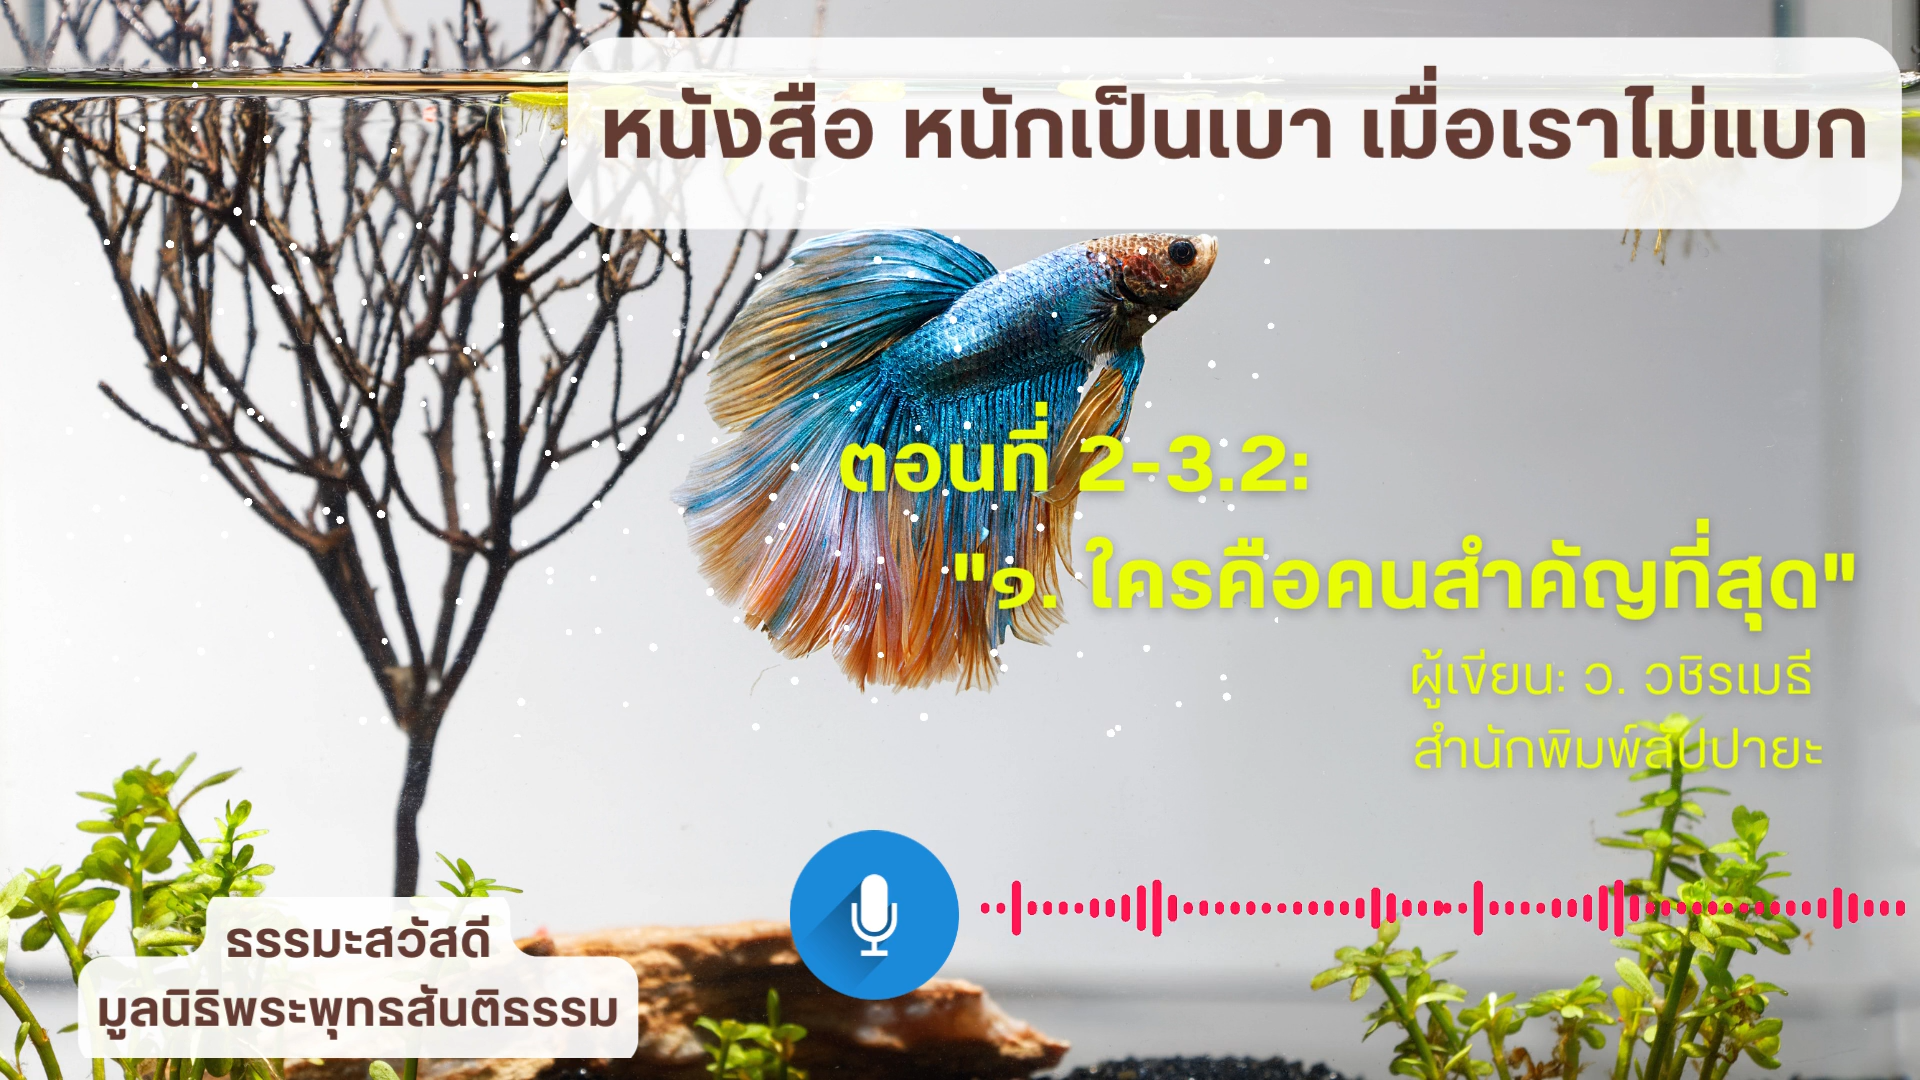 หนังสือ หนักเป็นเบา เมื่อเราไม่แบก
ตอนที่ 2-3.2:
"๑. ใครคือคนสำคัญที่สุด"
ผู้เขียน: ว. วชิรเมธี
สำนักพิมพ์สัปปายะ
ธรรมะสวัสดี
มูลนิธิพระพุทธสันติธรรม